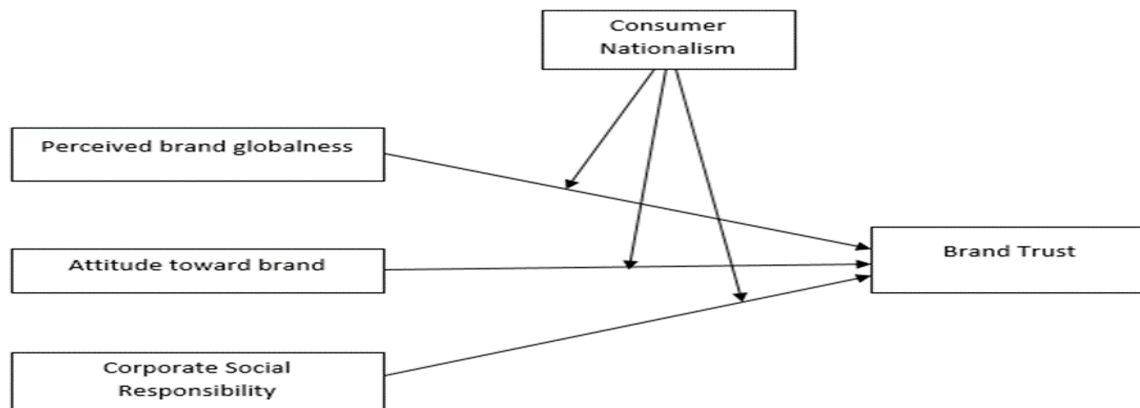 Consumer
Nationalism
Perceived brand globalness
Attitude toward brand
Brand Trust
Corporate Social
Responsibility